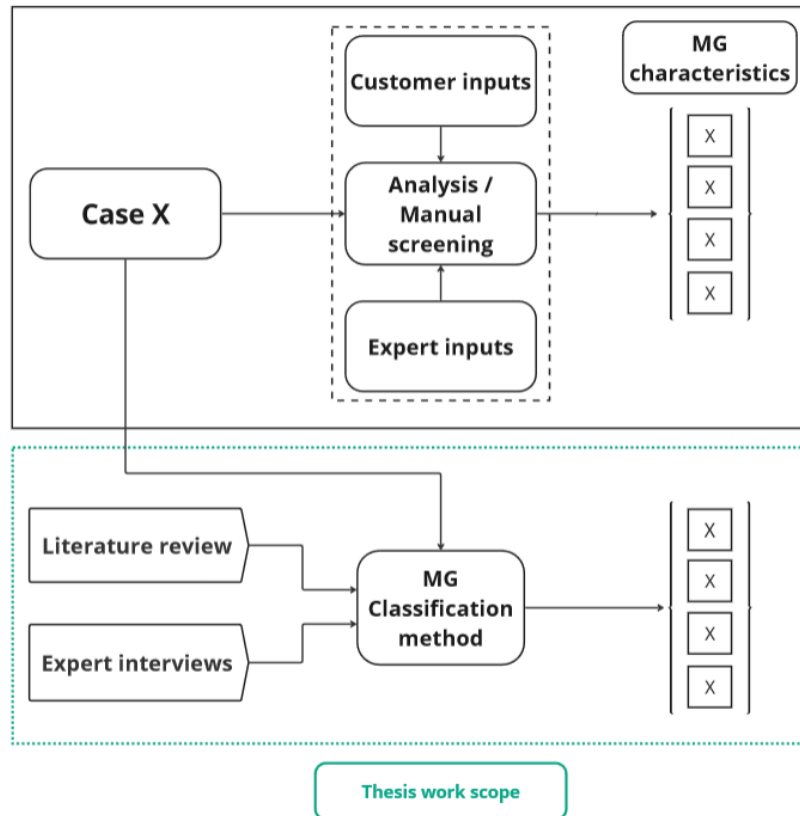 Customer inputs
MG
characteristics
X
X
X
X
Case X
Analysis /
Manual
screening
Expert inputs
Literature review
Expert interviews
MG
Classification
method
X
X
X
X
Thesis work scope